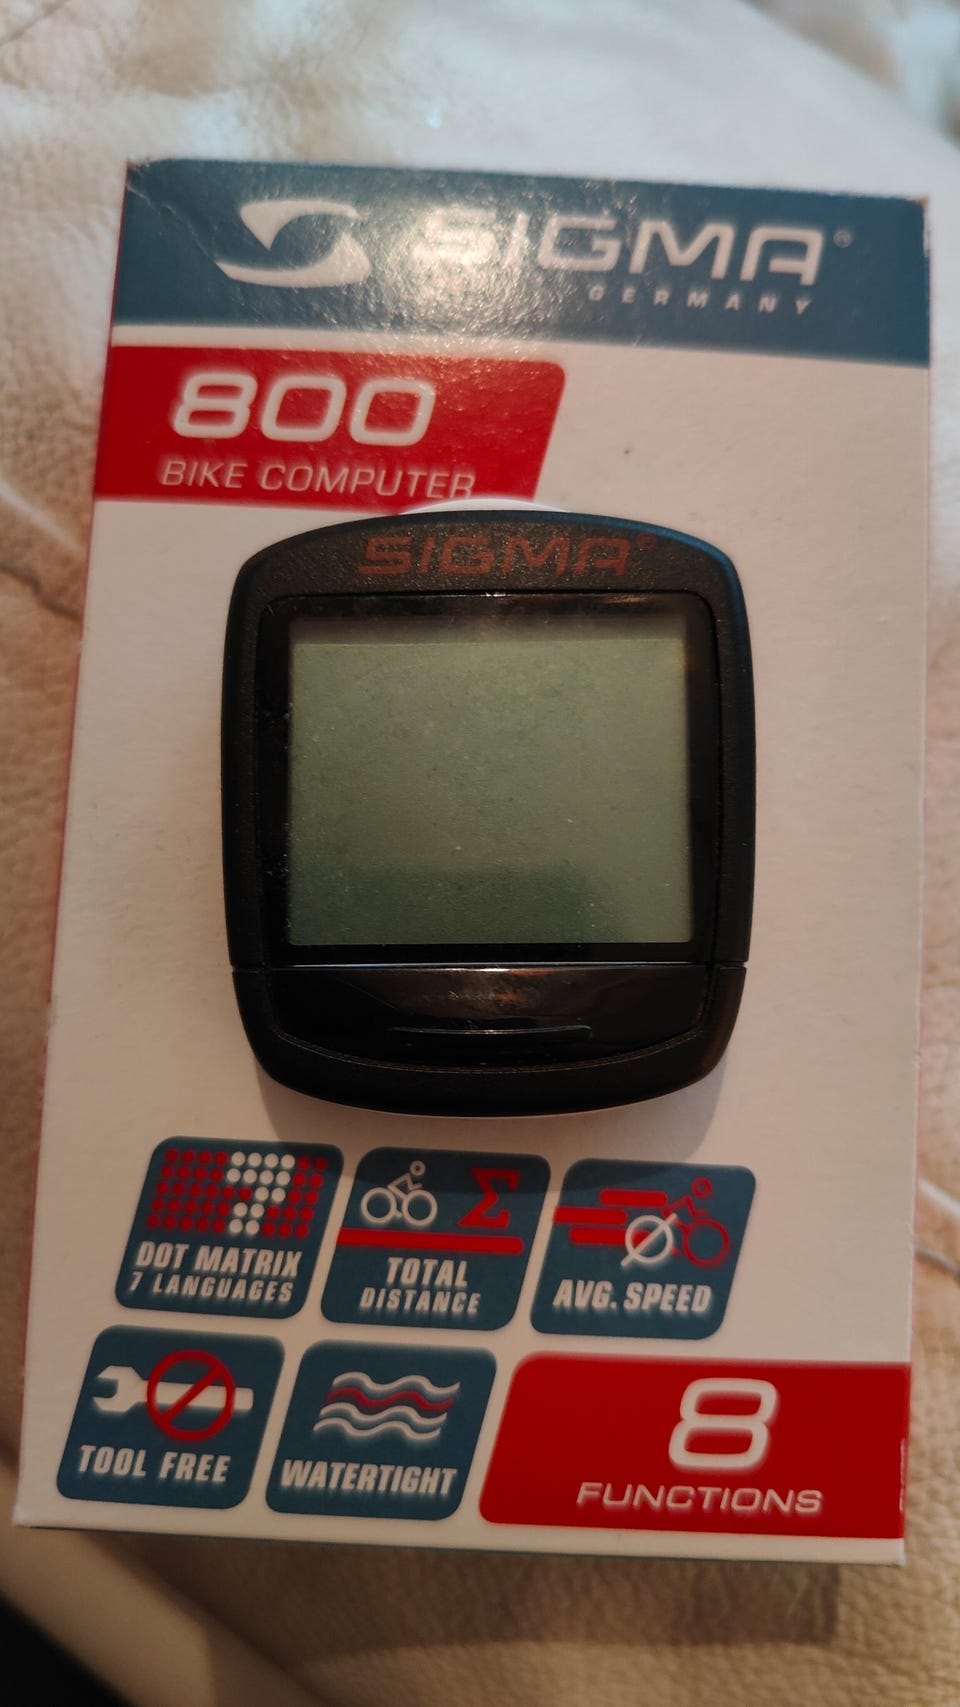 SIGMA®
GERMANY
800
BIKE COMPUTER
SIGMA
DOT MATRIX
7 LANGUAGES
Σ
TOTAL
DISTANCE
AVG. SPEED
TOOL FREE
WATERTIGHT
8
FUNCTIONS